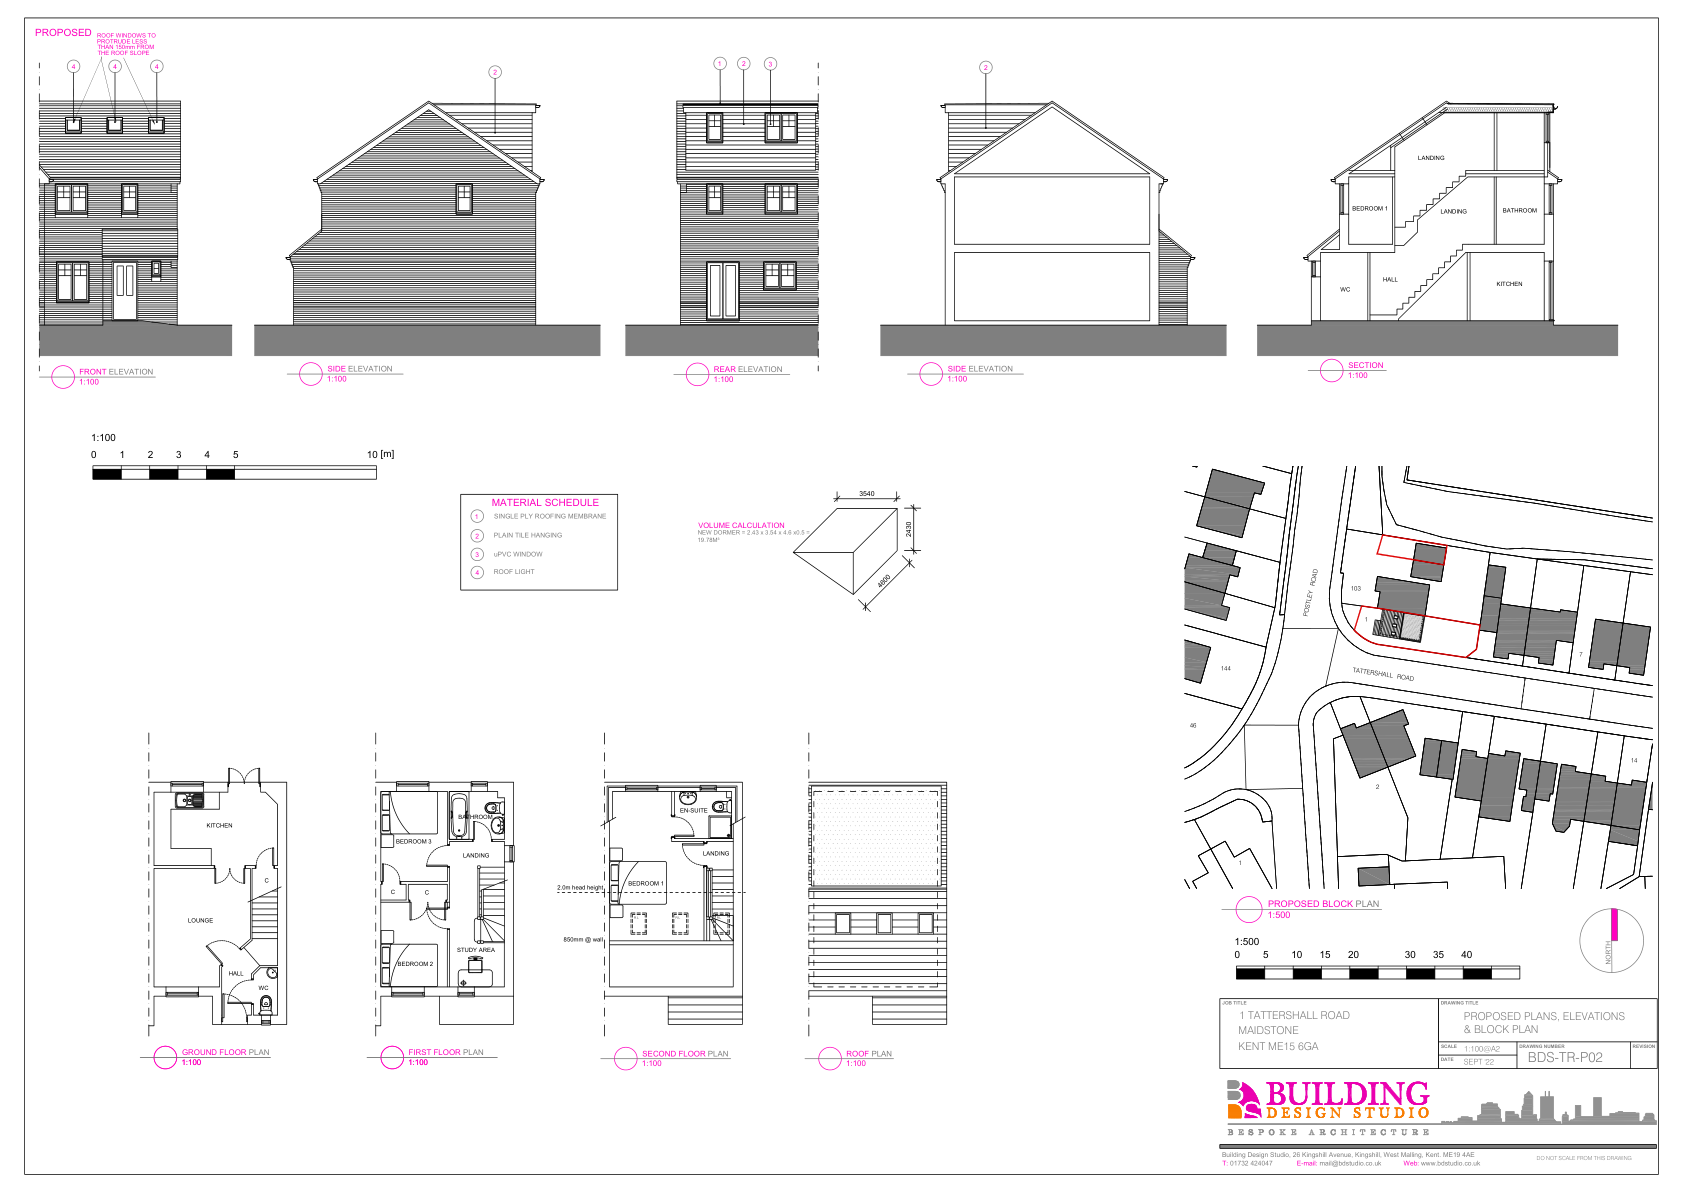 PROPOSED
ROOF WINDOWS TO
PROTRUDE LESS
THAN 150mm FROM
THE ROOF SLOPE
4
4
4
2
1
2
3
2
LANDING
BEDROOM 1
LANDING
BATHROOM
WC
HALL
KITCHEN
FRONT ELEVATION
1:100
SIDE ELEVATION
1:100
REAR ELEVATION
1:100
SIDE ELEVATION
1:100
SECTION
1:100
1:100
0 1 2 3 4 5 10 [m]
MATERIAL SCHEDULE
1 SINGLE PLY ROOFING MEMBRANE
2 PLAIN TILE HANGING
3 uPVC WINDOW
4 ROOF LIGHT
VOLUME CALCULATION
NEW DORMER = 2.43 x 3.54 x 4.6 x0.5 =
19.78M³
3540
2430
4600
POSTLEY ROAD
103
1
7
144
TATTERSHALL ROAD
46
14
2
1
KITCHEN
C
LOUNGE
HALL
WC
BATHROOM
BEDROOM 3
LANDING
C
C
STUDY AREA
BEDROOM 2
EN-SUITE
LANDING
BEDROOM 1
2.0m head height
850mm @ wall
GROUND FLOOR PLAN
1:100
FIRST FLOOR PLAN
1:100
SECOND FLOOR PLAN
1:100
ROOF PLAN
1:100
PROPOSED BLOCK PLAN
1:500
1:500
0 5 10 15 20 30 35 40
NORTH
JOB TITLE
1 TATTERSHALL ROAD
MAIDSTONE
KENT ME15 6GA
DRAWING TITLE
PROPOSED PLANS, ELEVATIONS
& BLOCK PLAN
SCALE 1:100@A2
DATE SEPT '22
DRAWING NUMBER
BDS-TR-P02
REVISION
BDS
BUILDING
DESIGN STUDIO
BESPOKE ARCHITECTURE
Building Design Studio, 26 Kingshill Avenue, Kingshill, West Malling, Kent. ME19 4AE
T: 01732 424047 E-mail: mail@bdstudio.co.uk Web: www.bdstudio.co.uk
DO NOT SCALE FROM THIS DRAWING